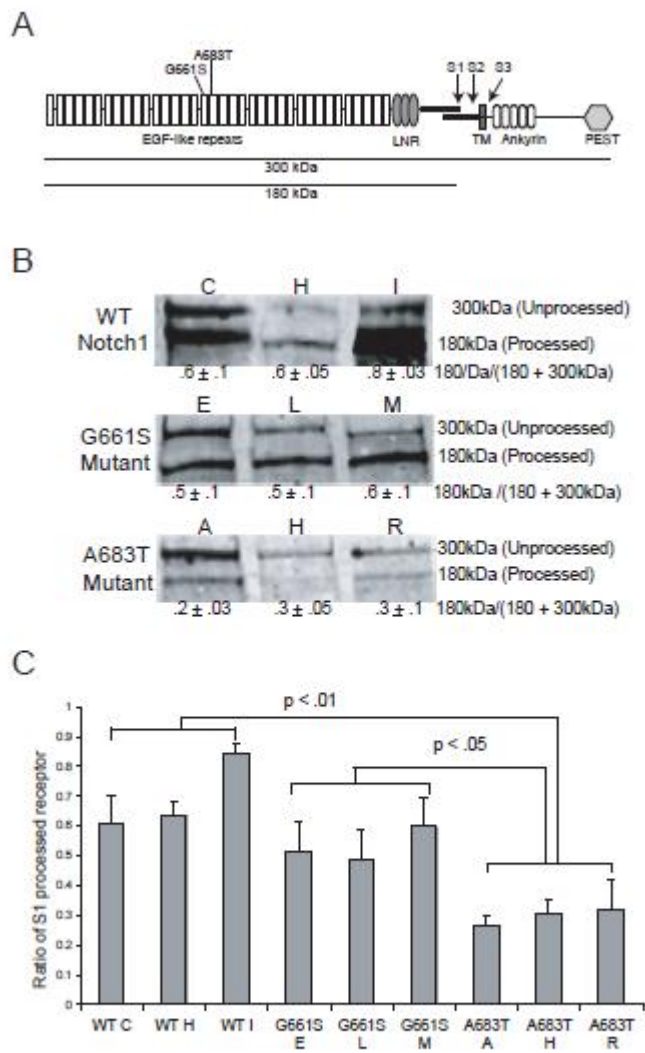 A
A683T
G661S
S1 S2 S3
EGF-like repears
LNR
TM Ankyrin
PEST
300 kDa
180 kDa
B
C H I
WT
Notch1
300kDa (Unprocessed)
180kDa (Processed)
.6 ± .1 .6 ± .05 .8 ± .03 180/Da/(180 + 300kDa)
E L M
G661S
Mutant
300kDa (Unprocessed)
180kDa (Processed)
.5 ± .1 .5 ± .1 .6 ± .1 180kDa /(180 + 300kDa)
A H R
A683T
Mutant
300kDa (Unprocessed)
180kDa (Processed)
.2 ± .03 .3 ± .05 .3 ± .1 180kDa/(180 + 300kDa)
C
Ratio of S1 processed receptor
1
0.9
0.8
0.7
0.6
0.5
0.4
0.3
0.2
0.1
0
p < .01
p < .05
WT C WT H WT I G661S G661S G661S A683T A683T A683T
E L M A H R